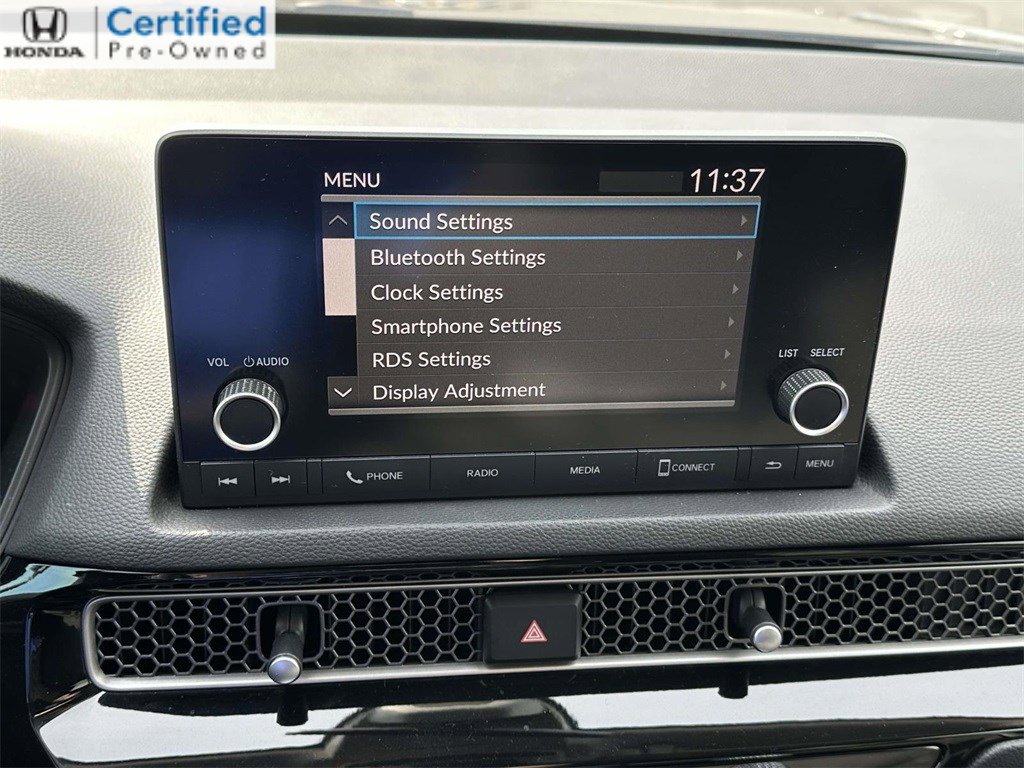 HONDA
Certified
Pre-Owned
MENU 11:37
Sound Settings
Bluetooth Settings
Clock Settings
Smartphone Settings
RDS Settings
Display Adjustment
VOL AUDIO
LIST SELECT
PHONE RADIO MEDIA CONNECT MENU